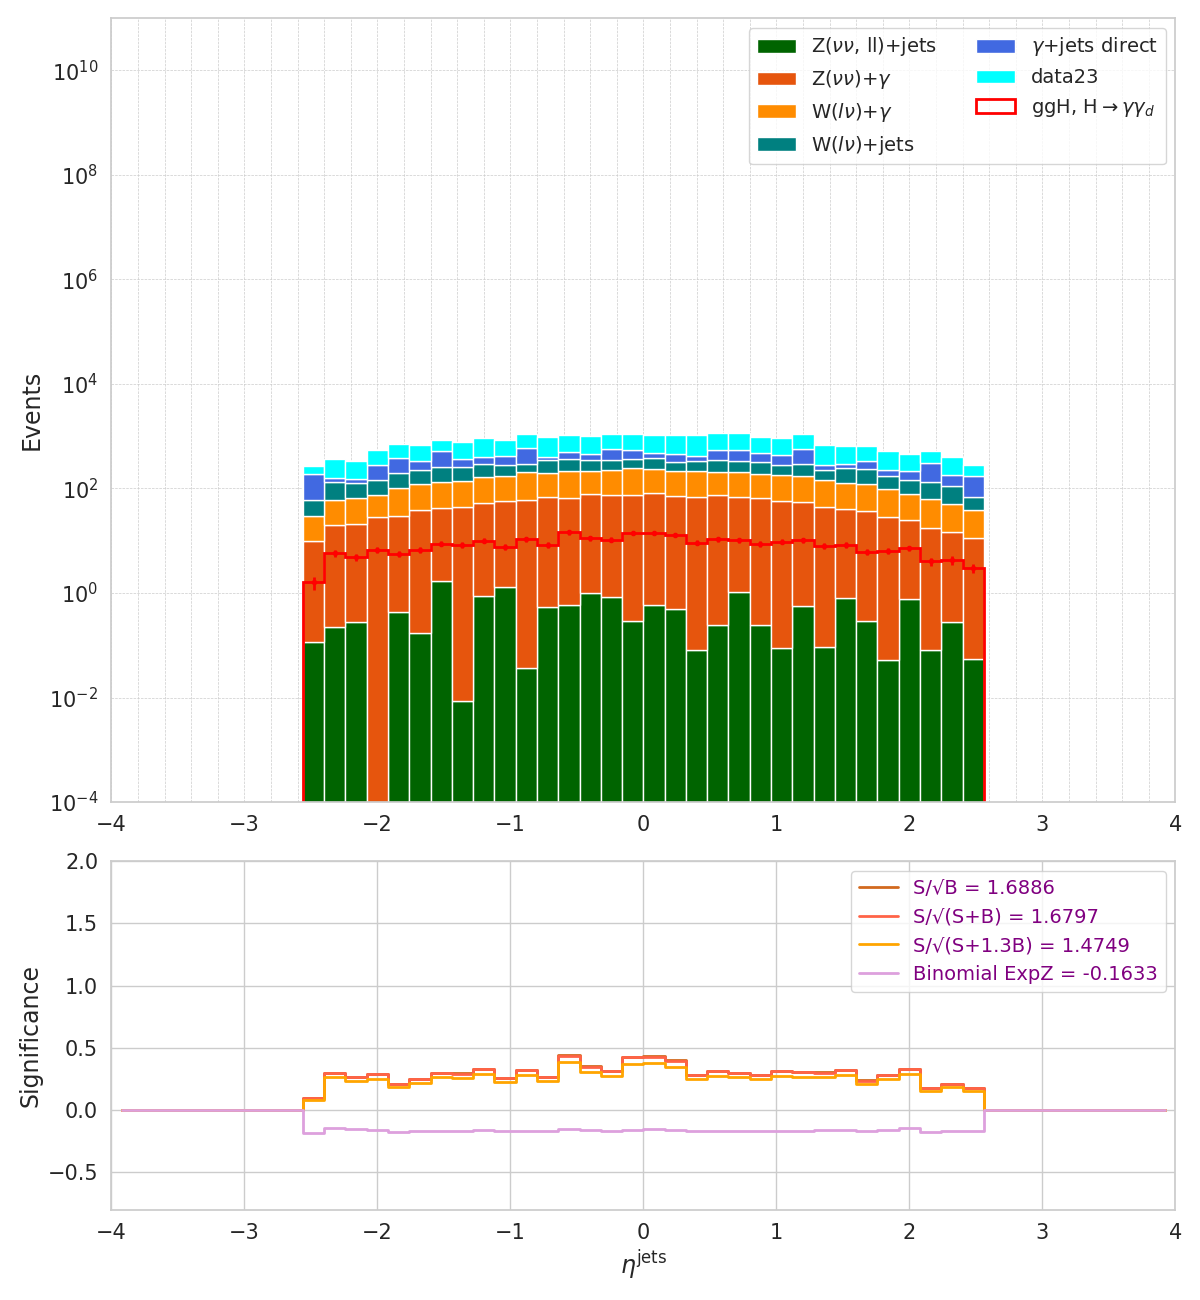 Z(νν, ll)+jets
Z(νν)+γ
W(lν)+γ
W(lν)+jets
γ+jets direct
data23
ggH, H→γγ_d
Events
10^10
10^8
10^6
10^4
10^2
10^0
10^−2
10^−4
−4 −3 −2 −1 0 1 2 3 4
S/√B = 1.6886
S/√(S+B) = 1.6797
S/√(S+1.3B) = 1.4749
Binomial ExpZ = -0.1633
Significance
2.0
1.5
1.0
0.5
0.0
−0.5
−4 −3 −2 −1 0 1 2 3 4
η^jets